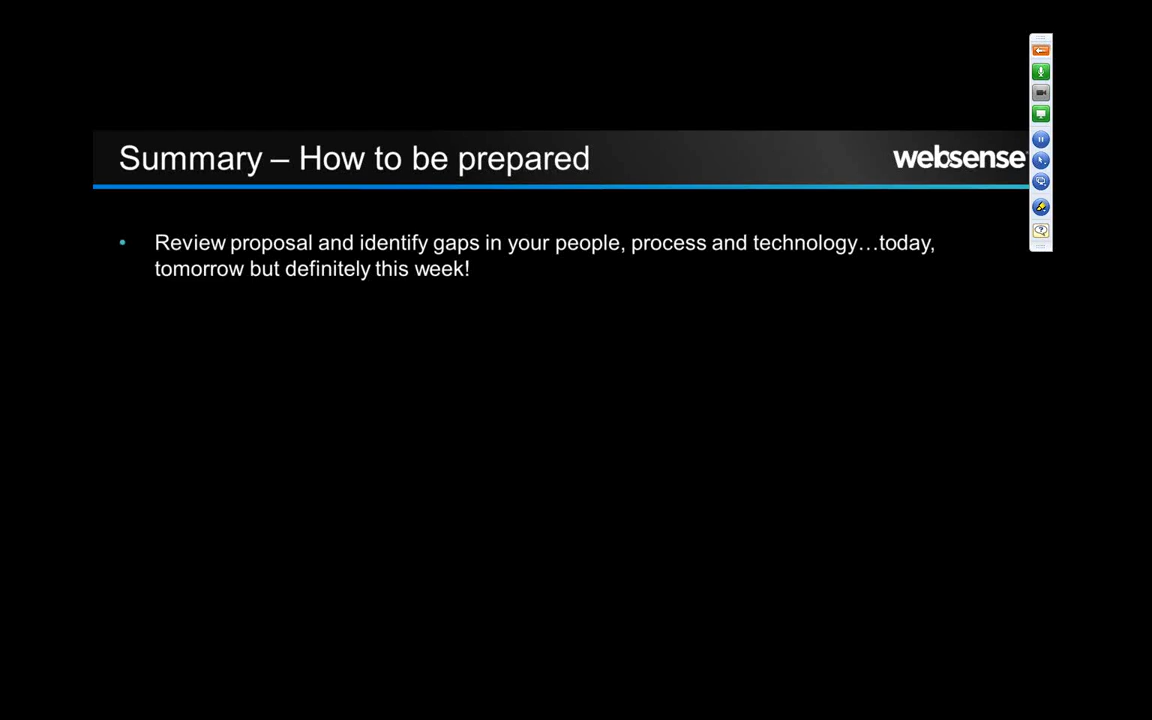 Summary – How to be prepared
websense
• Review proposal and identify gaps in your people, process and technology…today,
tomorrow but definitely this week!